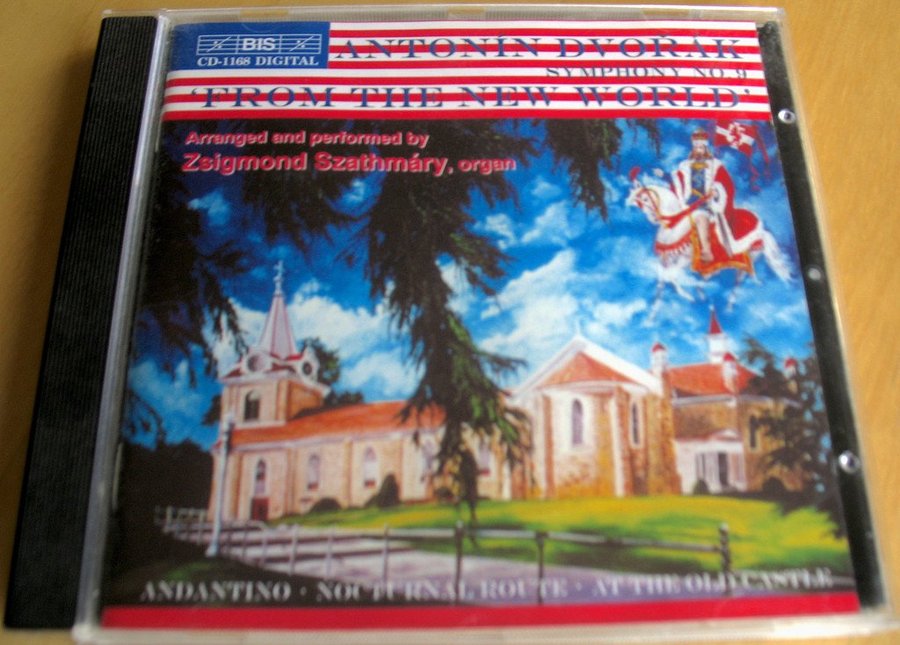 BIS
CD-1168 DIGITAL
ANTONÍN DVOŘÁK
SYMPHONY NO. 9
'FROM THE NEW WORLD'
Arranged and performed by
Zsigmond Szathmáry, organ
ANDANTINO · NOCTURNAL ROUTE · AT THE OLD CASTLE